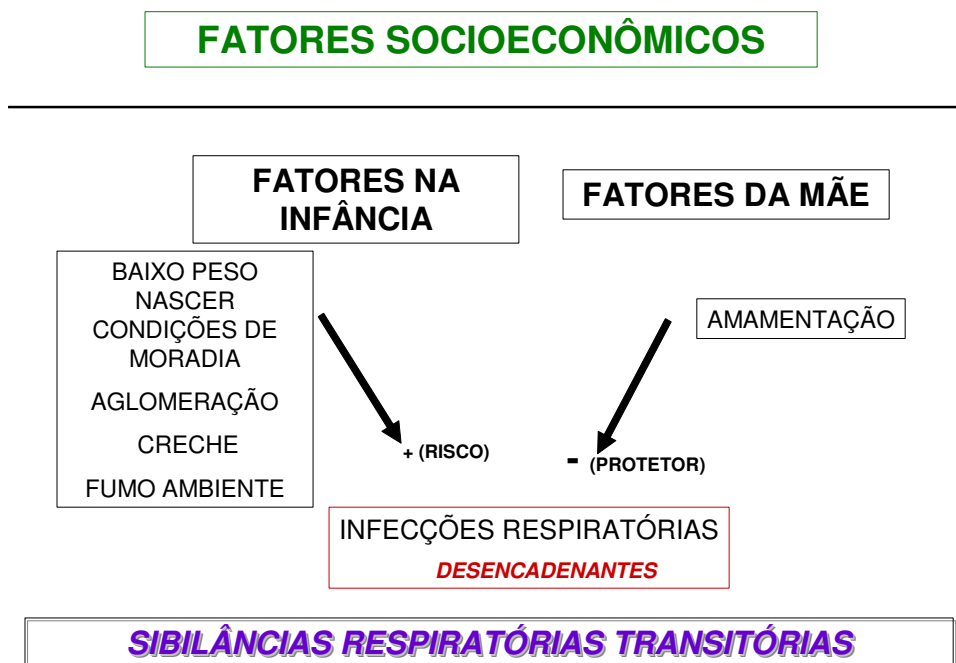 FATORES SOCIOECONÔMICOS
FATORES NA
INFÂNCIA
FATORES DA MÃE
BAIXO PESO
NASCER
CONDIÇÕES DE
MORADIA
AGLOMERAÇÃO
CRECHE
FUMO AMBIENTE
AMAMENTAÇÃO
+ (RISCO)
- (PROTETOR)
INFECÇÕES RESPIRATÓRIAS
DESENCADENANTES
SIBILÂNCIAS RESPIRATÓRIAS TRANSITÓRIAS